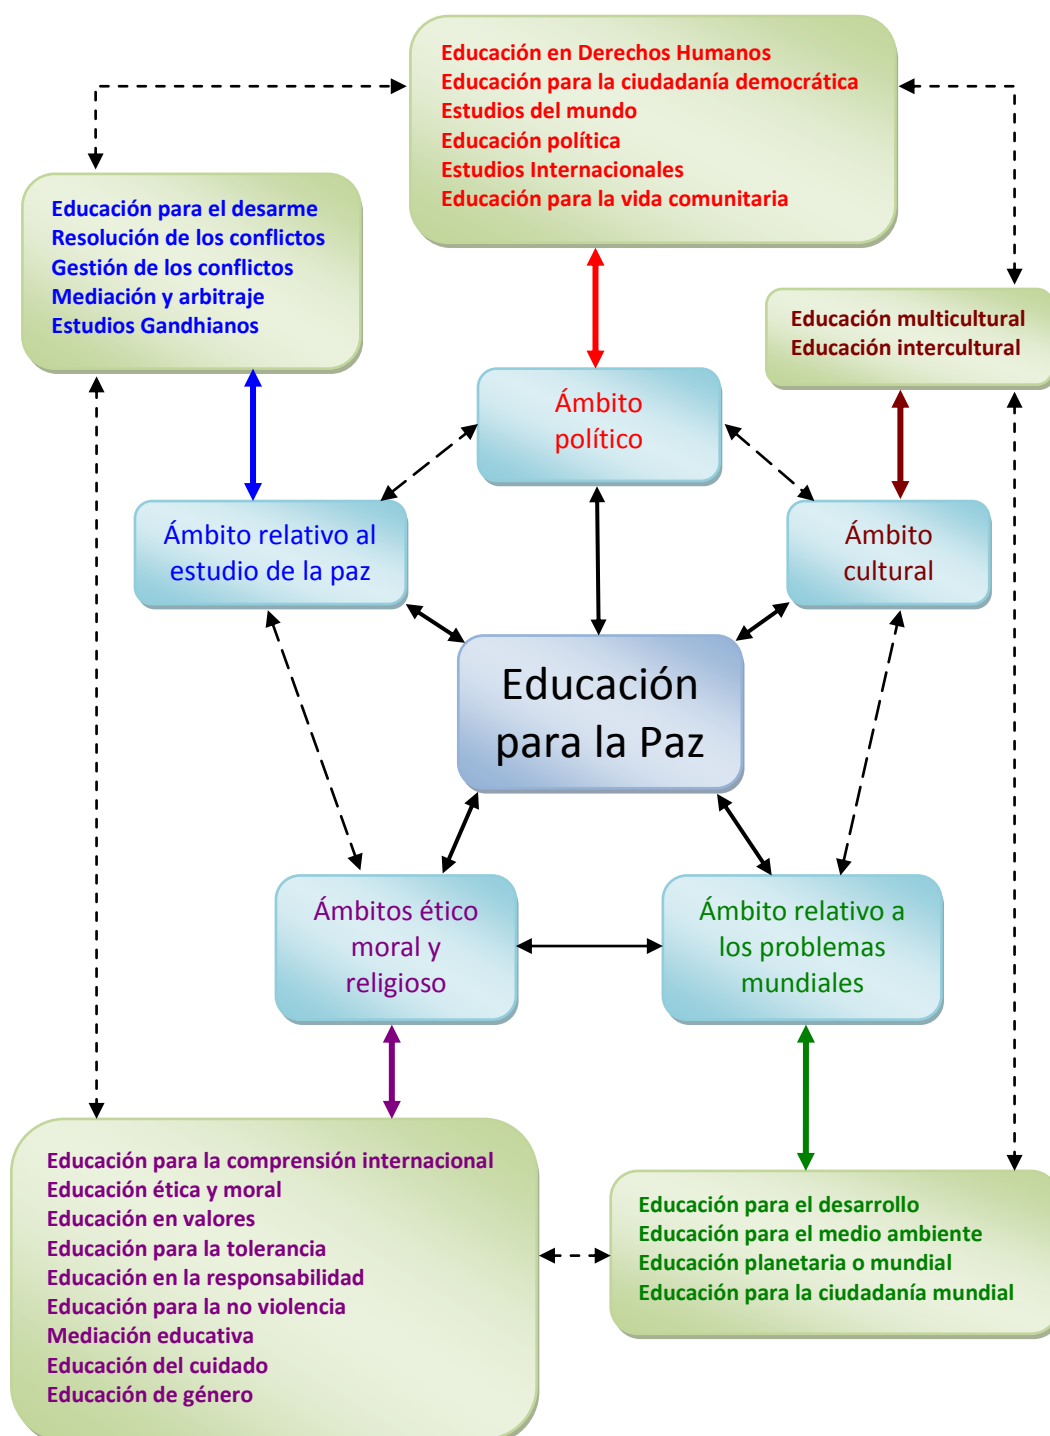 Educación en Derechos Humanos
Educación para la ciudadanía democrática
Estudios del mundo
Educación política
Estudios Internacionales
Educación para la vida comunitaria
Educación para el desarme
Resolución de los conflictos
Gestión de los conflictos
Mediación y arbitraje
Estudios Gandhianos
Educación multicultural
Educación intercultural
Ámbito
político
Ámbito relativo al
estudio de la paz
Ámbito
cultural
Educación
para la Paz
Ámbitos ético
moral y
religioso
Ámbito relativo a
los problemas
mundiales
Educación para la comprensión internacional
Educación ética y moral
Educación en valores
Educación para la tolerancia
Educación en la responsabilidad
Educación para la no violencia
Mediación educativa
Educación del cuidado
Educación de género
Educación para el desarrollo
Educación para el medio ambiente
Educación planetaria o mundial
Educación para la ciudadanía mundial